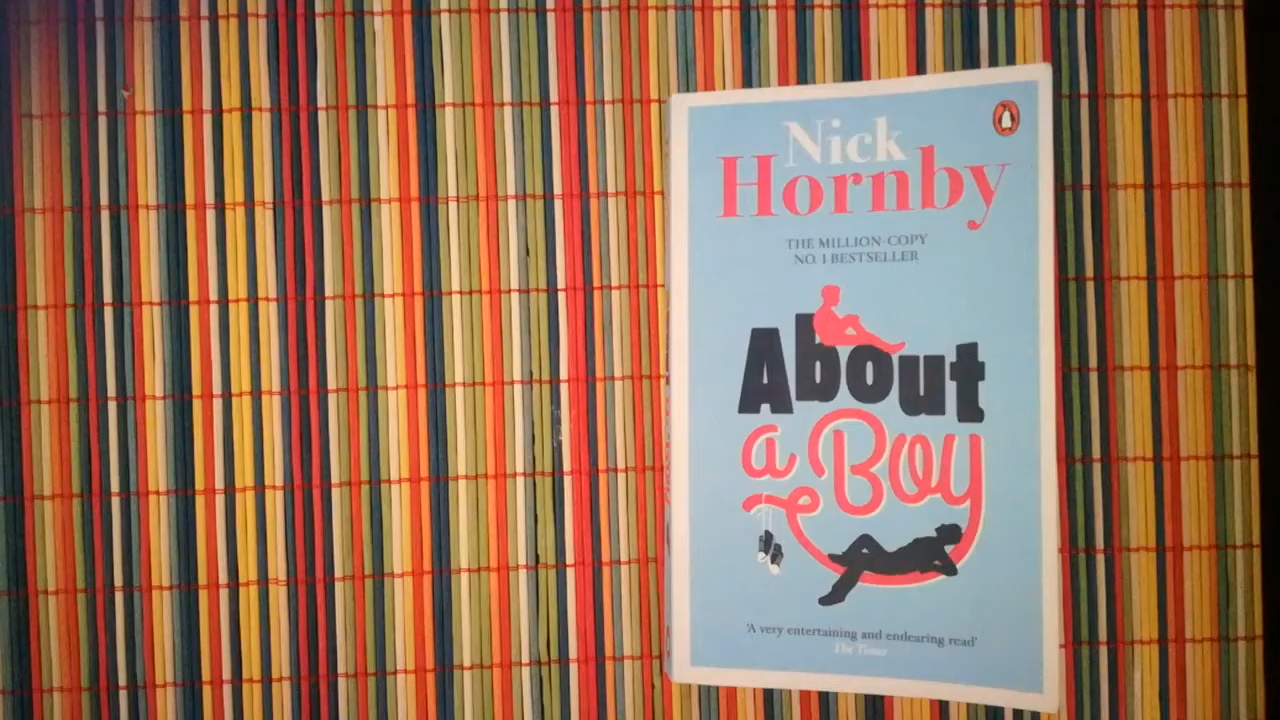 Nick
Hornby
THE MILLION-COPY
NO. 1 BESTSELLER
About
a Boy
'A very entertaining and endearing read'
The Times